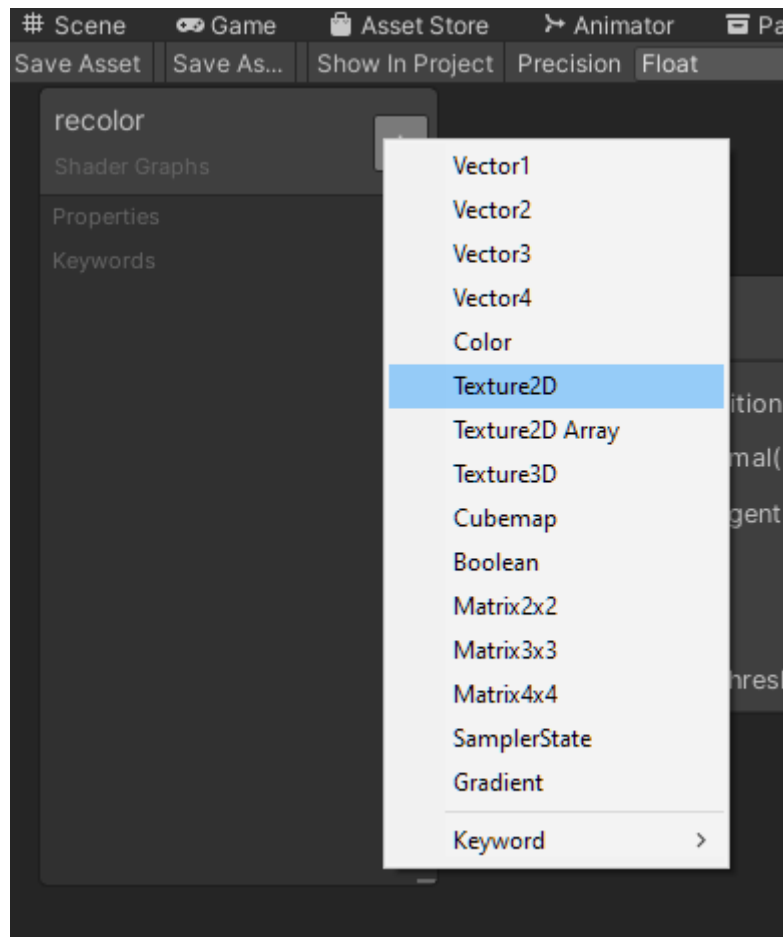 Scene Game Asset Store Animator
Save Asset Save As... Show In Project Precision Float
recolor
Shader Graphs
Properties
Keywords
Vector1
Vector2
Vector3
Vector4
Color
Texture2D
Texture2D Array
Texture3D
Cubemap
Boolean
Matrix2x2
Matrix3x3
Matrix4x4
SamplerState
Gradient
Keyword